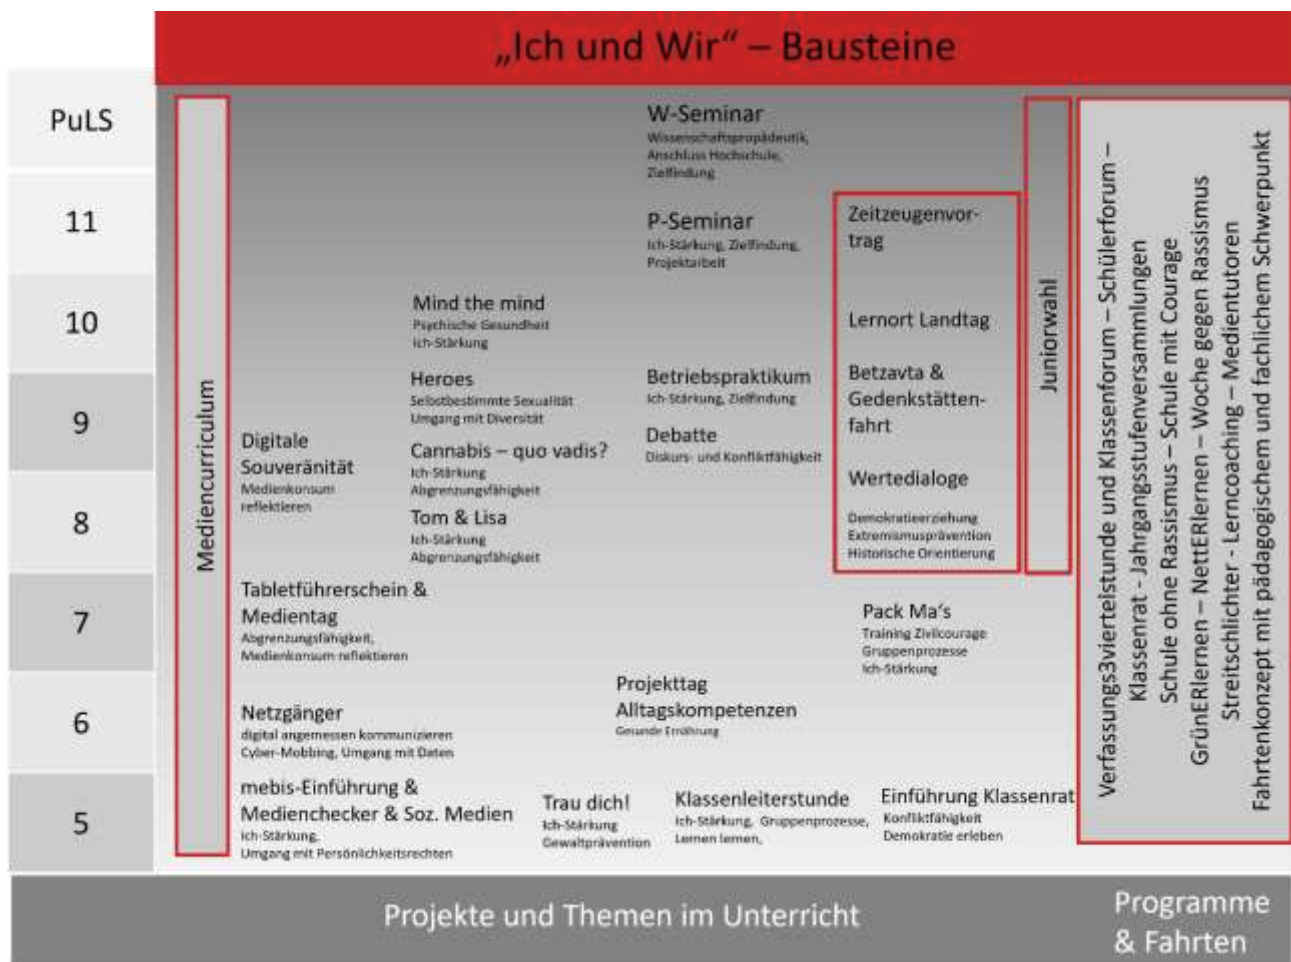 „Ich und Wir“ – Bausteine
PuLS
11
10
9
8
7
6
5
Mediencurriculum
W-Seminar
Wissenschaftspropädeutik,
Anschluss Hochschule,
Zielfindung
P-Seminar
Ich-Stärkung, Zielfindung,
Projektarbeit
Zeitzeugenvor-
trag
Mind the mind
Psychische Gesundheit
Ich-Stärkung
Lernort Landtag
Heroes
Selbstbestimmte Sexualität
Umgang mit Diversität
Betriebspraktikum
Ich-Stärkung, Zielfindung
Betzavta &
Gedenkstätten-
fahrt
Digitale
Souveränität
Medienkonsum
reflektieren
Cannabis – quo vadis?
Ich-Stärkung
Abgrenzungsfähigkeit
Debatte
Diskurs- und Konfliktfähigkeit
Wertedialoge
Demokratieerziehung
Extremismusprävention
Historische Orientierung
Tom & Lisa
Ich-Stärkung
Abgrenzungsfähigkeit
Tabletführerschein &
Medientag
Abgrenzungsfähigkeit,
Medienkonsum reflektieren
Pack Ma's
Training Zivilcourage
Gruppenprozesse
Ich-Stärkung
Projekttag
Alltagskompetenzen
Gesunde Ernährung
Netzgänger
digital angemessen kommunizieren
Cyber-Mobbing, Umgang mit Daten
mebis-Einführung &
Medienchecker & Soz. Medien
Ich-Stärkung,
Umgang mit Persönlichkeitsrechten
Trau dich!
Ich-Stärkung
Gewaltprävention
Klassenleiterstunde
Ich-Stärkung, Gruppenprozesse,
Lernen lernen,
Einführung Klassenrat
Konfliktfähigkeit
Demokratie erleben
Juniorwahl
Verfassungs3viertelstunde und Klassenforum – Schülerforum –
Klassenrat - Jahrgangsstufenversammlungen
Schule ohne Rassismus – Schule mit Courage
GrünERlernen – NettERlernen – Woche gegen Rassismus
Streitschlichter - Lerncoaching – Medientutoren
Fahrtenkonzept mit pädagogischem und fachlichem Schwerpunkt
Projekte und Themen im Unterricht
Programme
& Fahrten